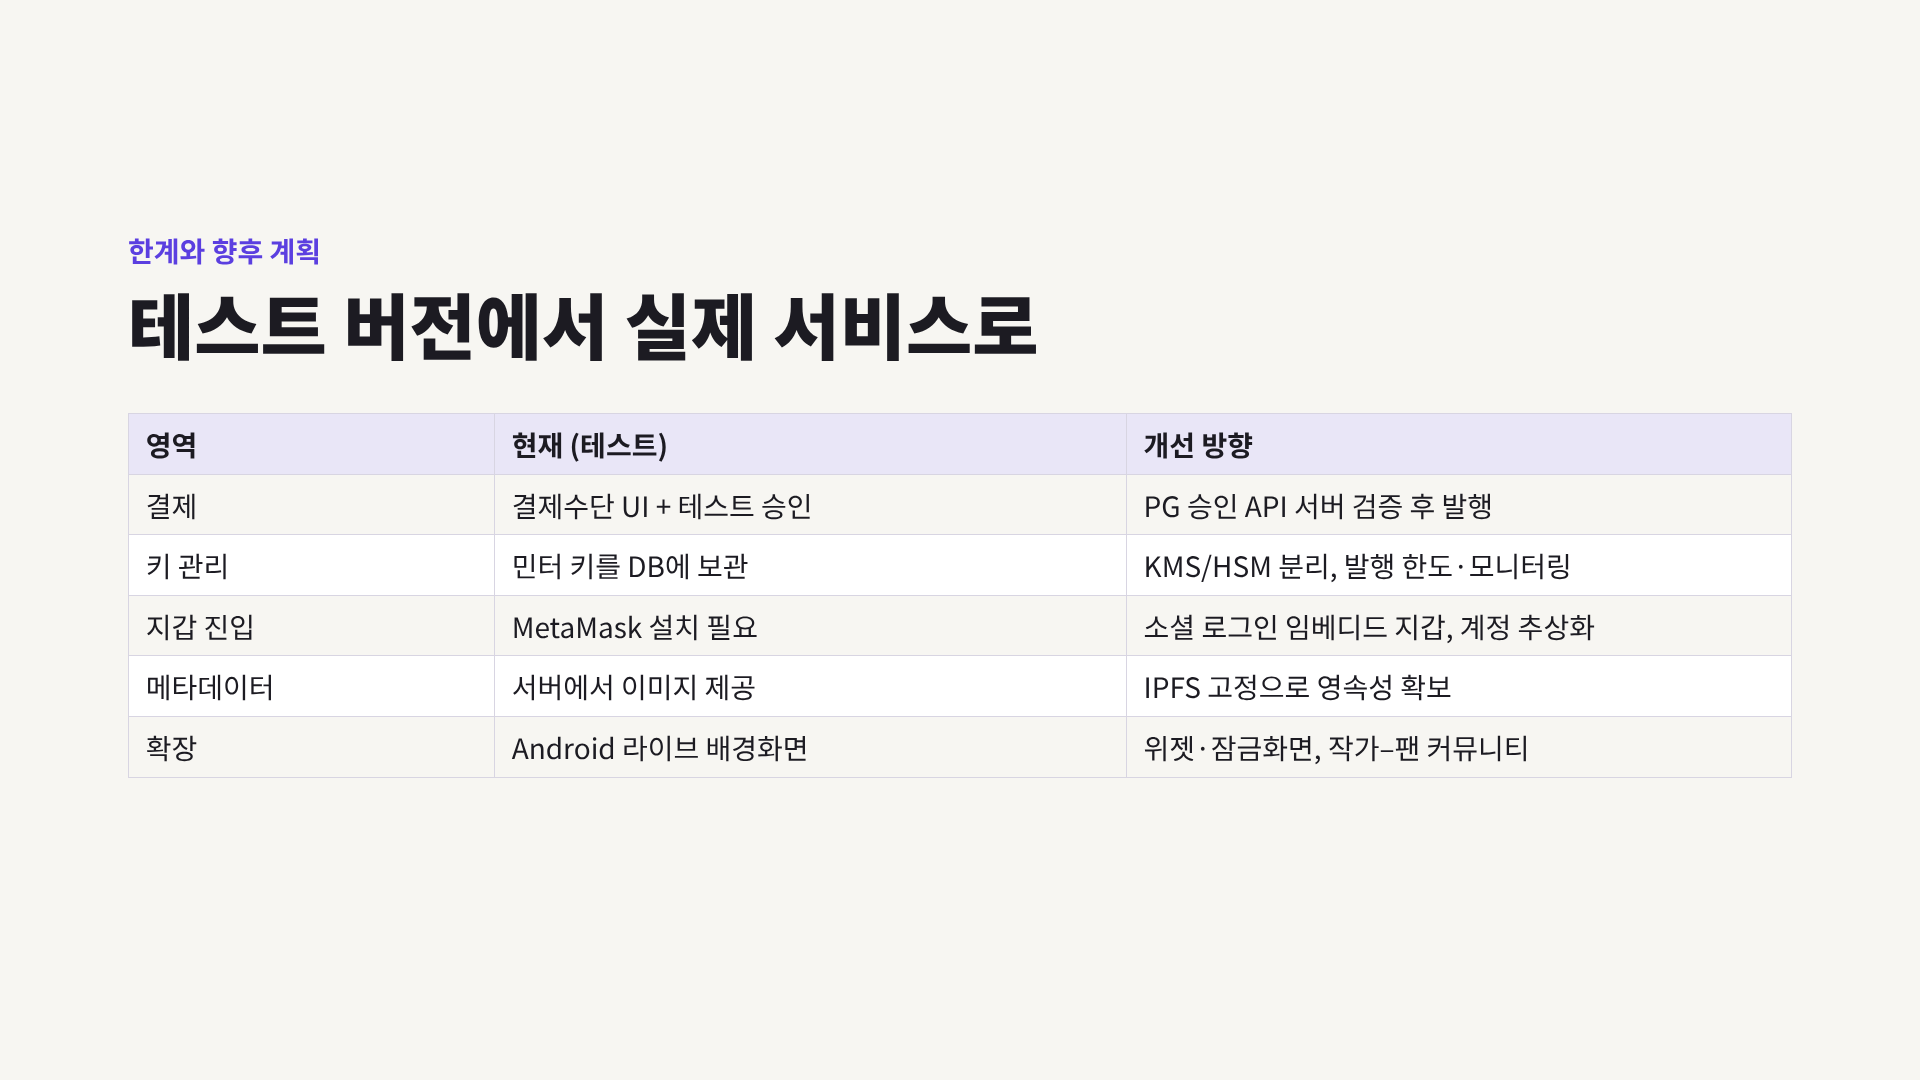 한계와 향후 계획
테스트 버전에서 실제 서비스로
영역 현재 (테스트) 개선 방향
결제 결제수단 UI + 테스트 승인 PG 승인 API 서버 검증 후 발행
키 관리 민터 키를 DB에 보관 KMS/HSM 분리, 발행 한도·모니터링
지갑 진입 MetaMask 설치 필요 소셜 로그인 임베디드 지갑, 계정 추상화
메타데이터 서버에서 이미지 제공 IPFS 고정으로 영속성 확보
확장 Android 라이브 배경화면 위젯·잠금화면, 작가–팬 커뮤니티